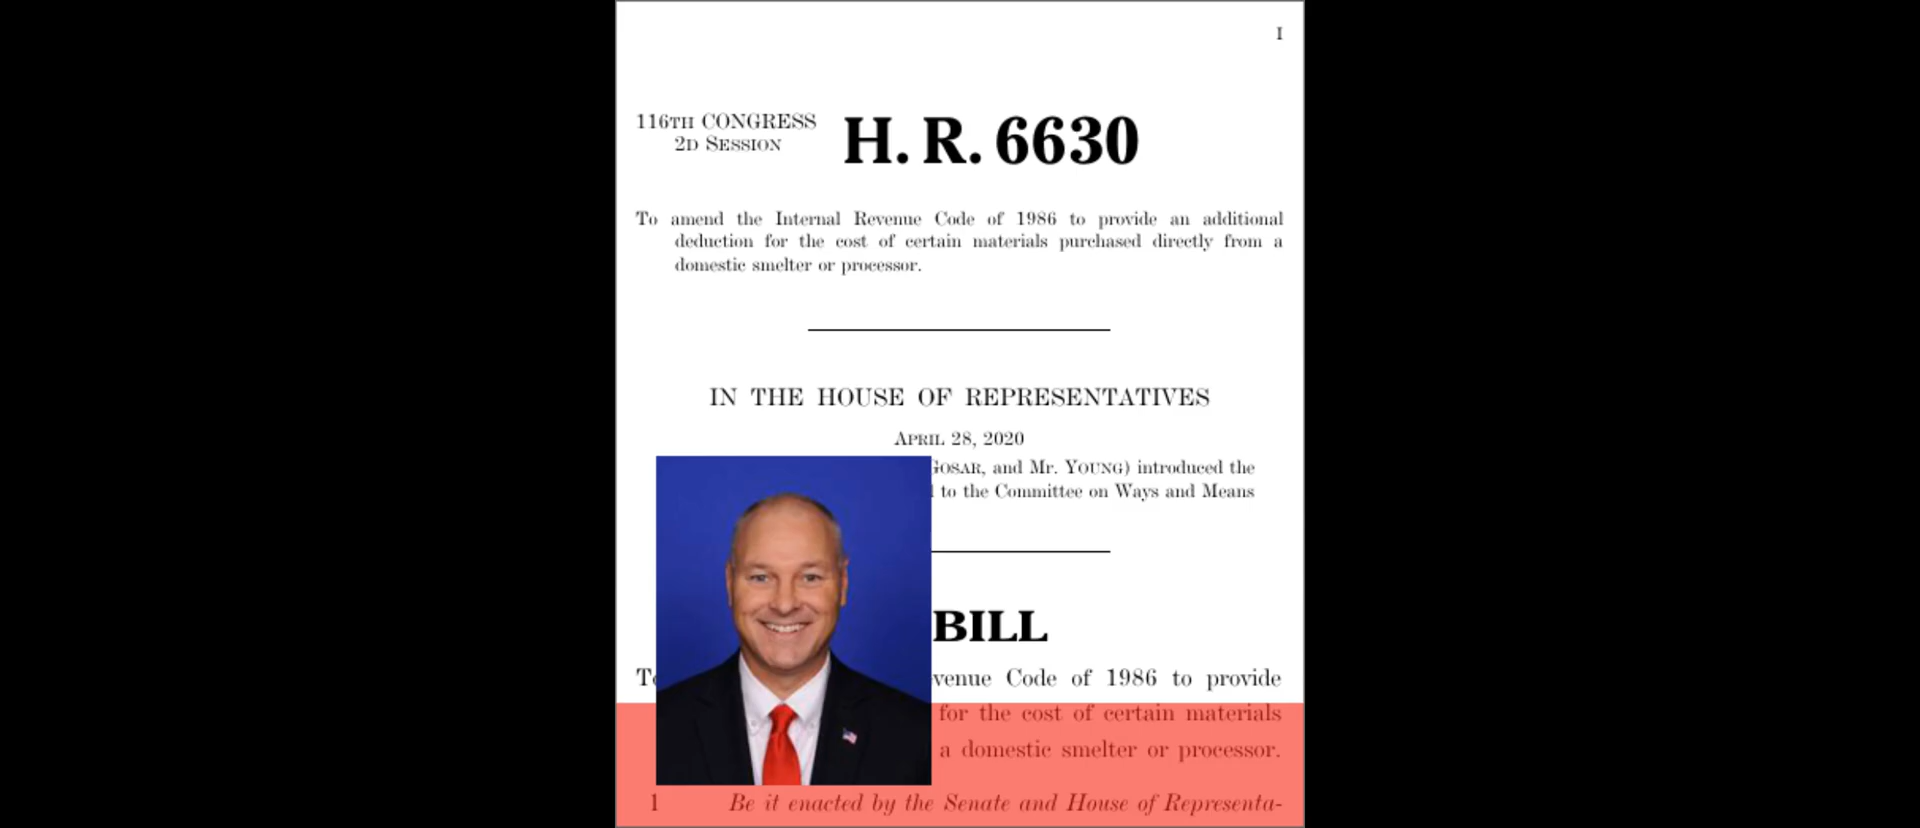 I
116TH CONGRESS
2D SESSION
H. R. 6630
To amend the Internal Revenue Code of 1986 to provide an additional
deduction for the cost of certain materials purchased directly from a
domestic smelter or processor.
IN THE HOUSE OF REPRESENTATIVES
APRIL 28, 2020
GOSAR, and Mr. YOUNG) introduced the
to the Committee on Ways and Means
BILL
To Code of 1986 to provide
for the cost of certain materials
a domestic smelter or processor.
1 Be it enacted by the Senate and House of Representa-